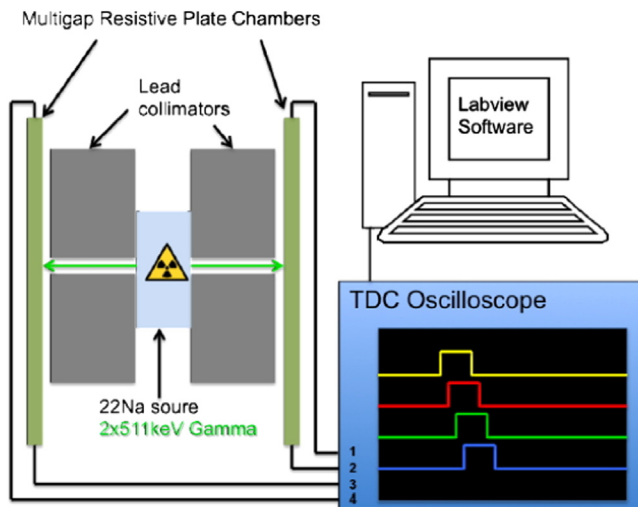 Multigap Resistive Plate Chambers
Lead
collimators
Labview
Software
TDC Oscilloscope
22Na soure
2x511keV Gamma
1
2
3
4